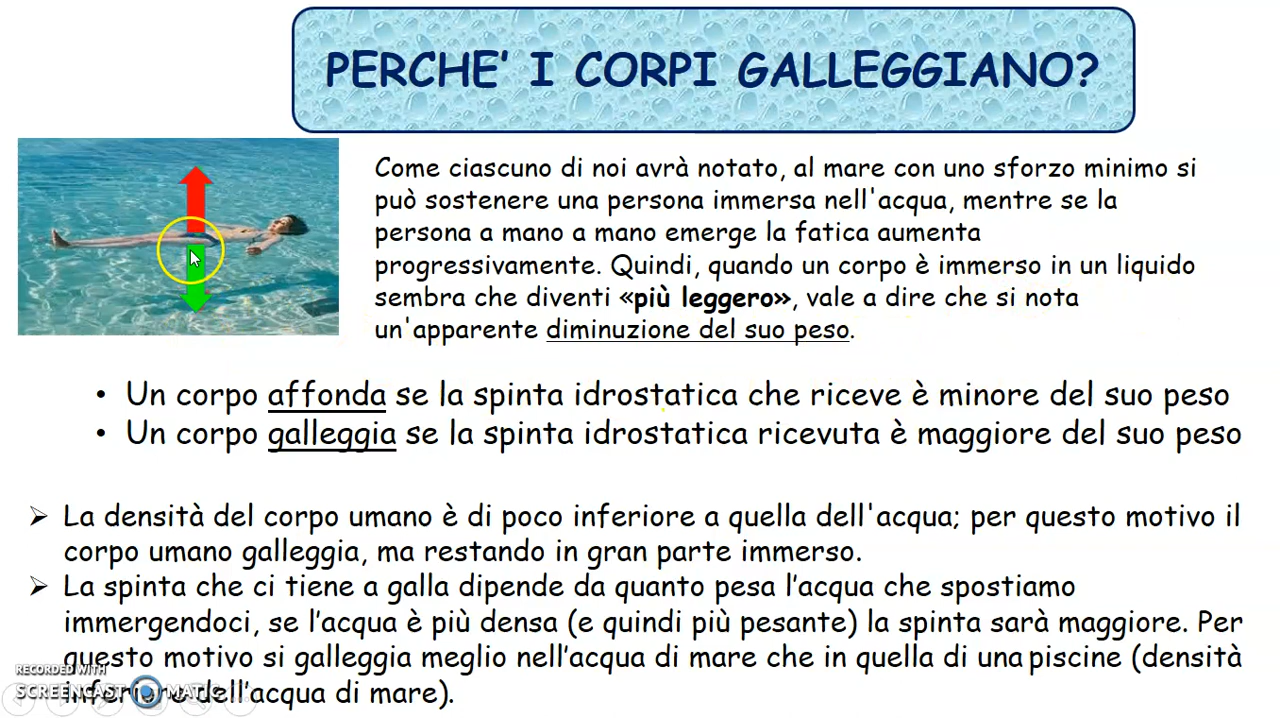 PERCHE' I CORPI GALLEGGIANO?
Come ciascuno di noi avrà notato, al mare con uno sforzo minimo si
può sostenere una persona immersa nell'acqua, mentre se la
persona a mano a mano emerge la fatica aumenta
progressivamente. Quindi, quando un corpo è immerso in un liquido
sembra che diventi «più leggero», vale a dire che si nota
un'apparente diminuzione del suo peso.
• Un corpo affonda se la spinta idrostatica che riceve è minore del suo peso
• Un corpo galleggia se la spinta idrostatica ricevuta è maggiore del suo peso
➢ La densità del corpo umano è di poco inferiore a quella dell'acqua; per questo motivo il
corpo umano galleggia, ma restando in gran parte immerso.
➢ La spinta che ci tiene a galla dipende da quanto pesa l'acqua che spostiamo
immergendoci, se l'acqua è più densa (e quindi più pesante) la spinta sarà maggiore. Per
questo motivo si galleggia meglio nell'acqua di mare che in quella di una piscine (densità
inferiore dell'acqua di mare).
RECORDED WITH
SCREENCAST MATIC